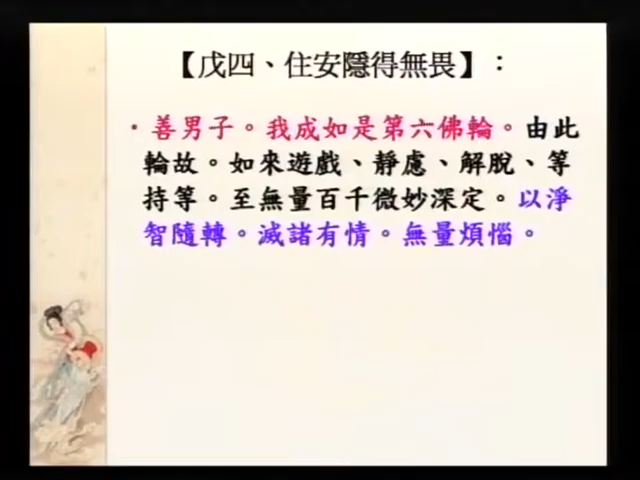 【戊四、住安隱得無畏】：
・善男子。我成如是第六佛輪。由此
輪故。如來遊戲、靜慮、解脫、等
持等。至無量百千微妙深定。以淨
智隨轉。滅諸有情。無量煩惱。